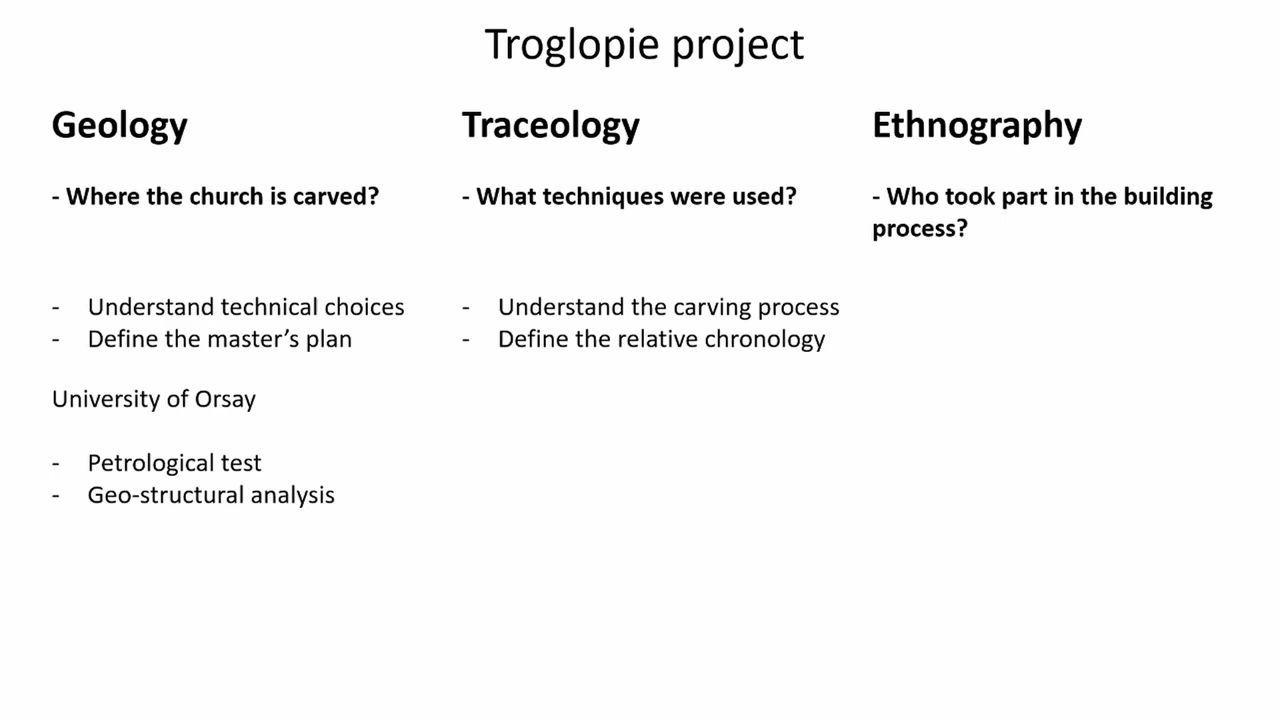 Troglopie project
Geology
- Where the church is carved?
- Understand technical choices
- Define the master's plan
University of Orsay
- Petrological test
- Geo-structural analysis
Traceology
- What techniques were used?
- Understand the carving process
- Define the relative chronology
Ethnography
- Who took part in the building
process?